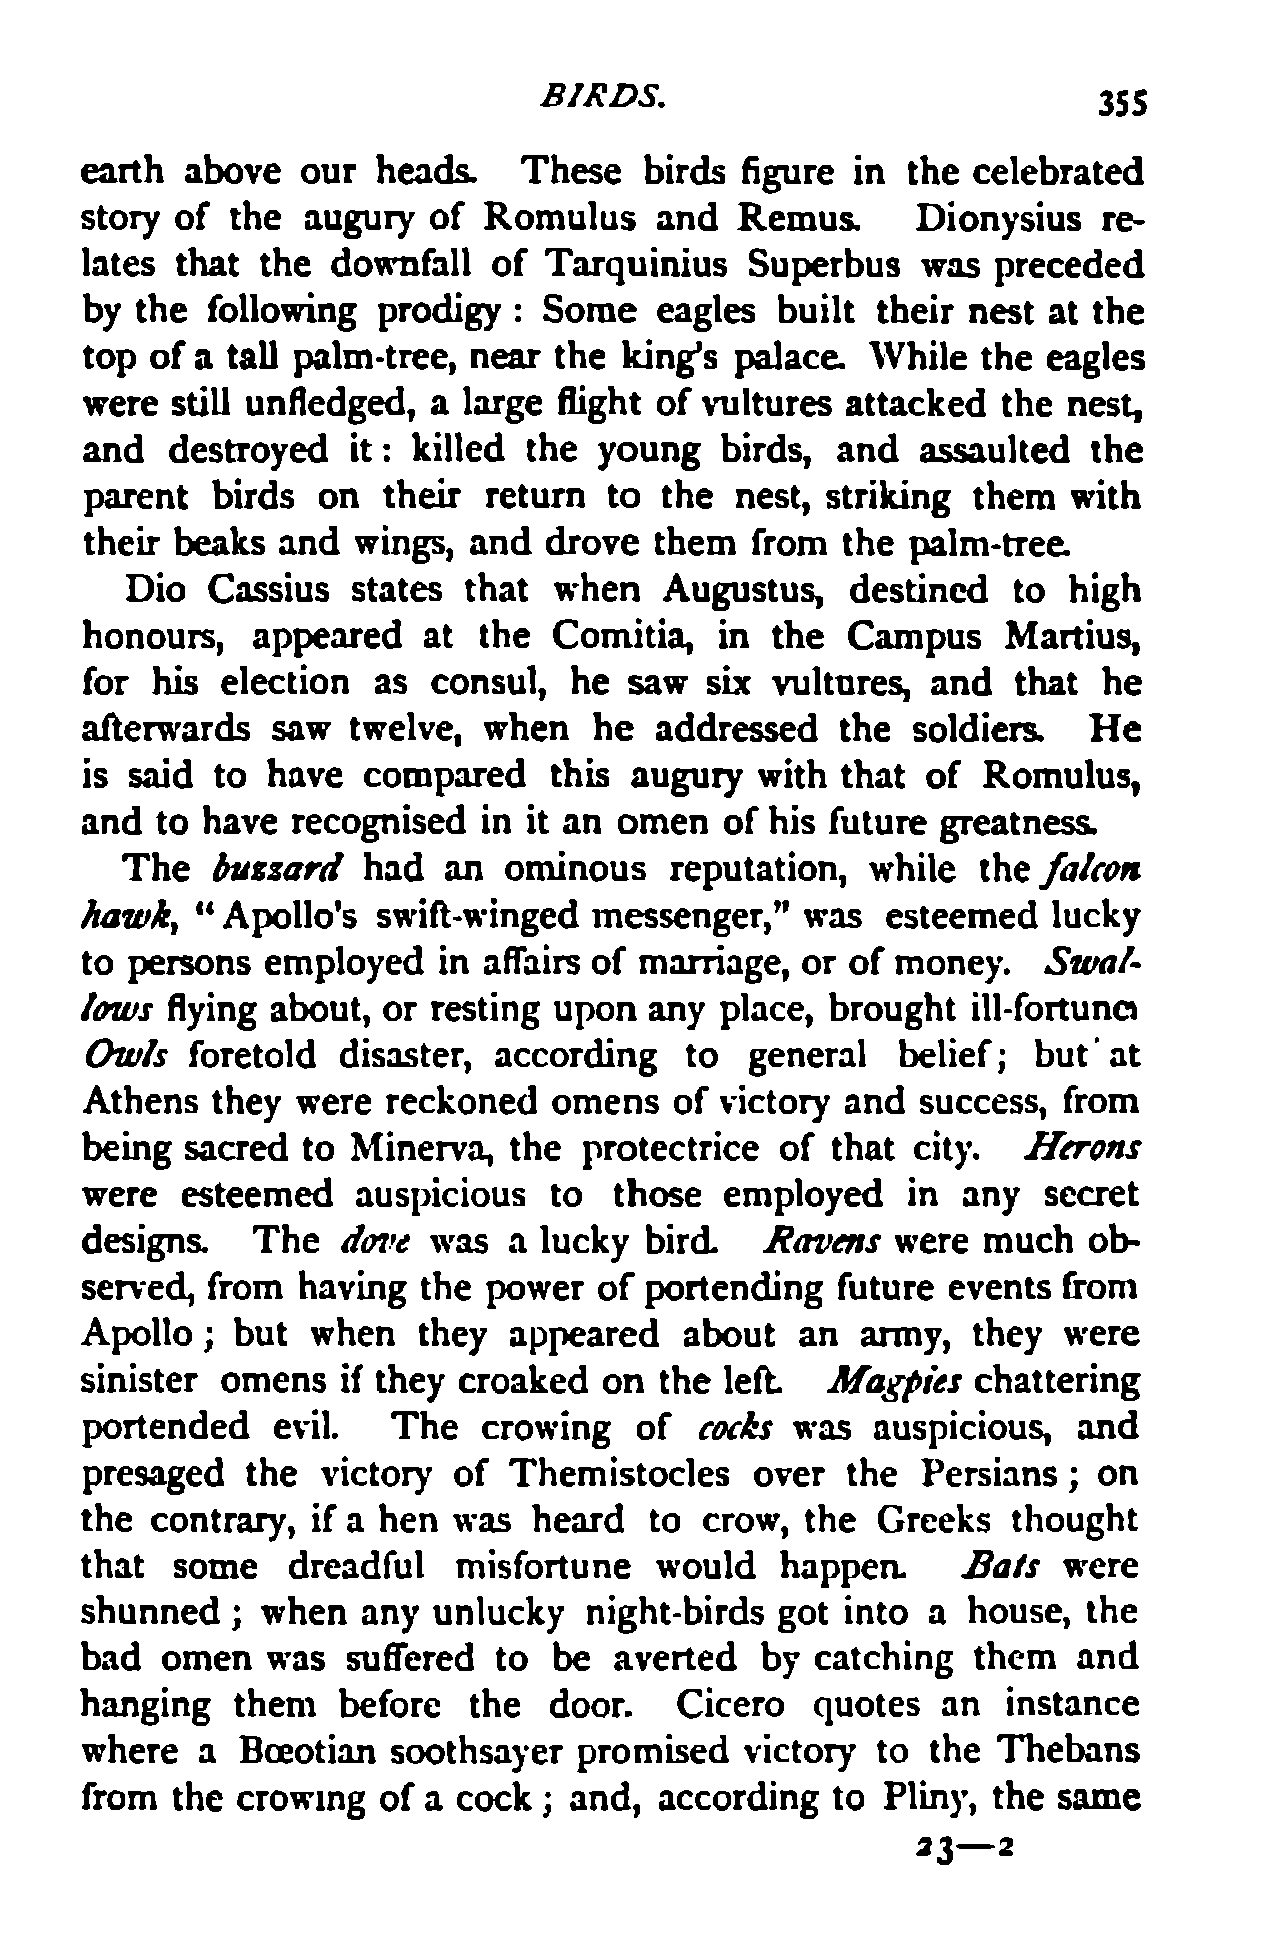 BIRDS. 355
earth above our heads. These birds figure in the celebrated
story of the augury of Romulus and Remus. Dionysius re-
lates that the downfall of Tarquinius Superbus was preceded
by the following prodigy : Some eagles built their nest at the
top of a tall palm-tree, near the king's palace. While the eagles
were still unfledged, a large flight of vultures attacked the nest,
and destroyed it : killed the young birds, and assaulted the
parent birds on their return to the nest, striking them with
their beaks and wings, and drove them from the palm-tree.
Dio Cassius states that when Augustus, destined to high
honours, appeared at the Comitia, in the Campus Martius,
for his election as consul, he saw six vultures, and that he
afterwards saw twelve, when he addressed the soldiers. He
is said to have compared this augury with that of Romulus,
and to have recognised in it an omen of his future greatness.
The buzzard had an ominous reputation, while the falcon
hawk, “ Apollo's swift-winged messenger,” was esteemed lucky
to persons employed in affairs of marriage, or of money. Swal-
lows flying about, or resting upon any place, brought ill-fortune.
Owls foretold disaster, according to general belief ; but at
Athens they were reckoned omens of victory and success, from
being sacred to Minerva, the protectrice of that city. Herons
were esteemed auspicious to those employed in any secret
designs. The dove was a lucky bird. Ravens were much ob-
served, from having the power of portending future events from
Apollo ; but when they appeared about an army, they were
sinister omens if they croaked on the left. Magpies chattering
portended evil. The crowing of cocks was auspicious, and
presaged the victory of Themistocles over the Persians ; on
the contrary, if a hen was heard to crow, the Greeks thought
that some dreadful misfortune would happen. Bats were
shunned ; when any unlucky night-birds got into a house, the
bad omen was suffered to be averted by catching them and
hanging them before the door. Cicero quotes an instance
where a Bœotian soothsayer promised victory to the Thebans
from the crowing of a cock ; and, according to Pliny, the same
23—2